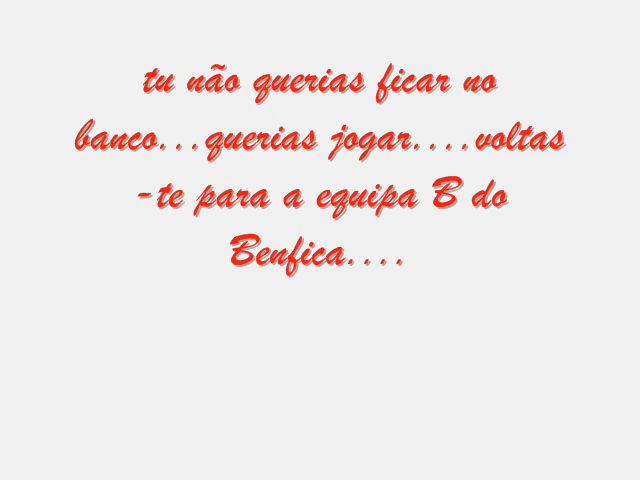 tu não querias ficar no
banco...querias jogar....voltas
-te para a equipa B do
Benfica....